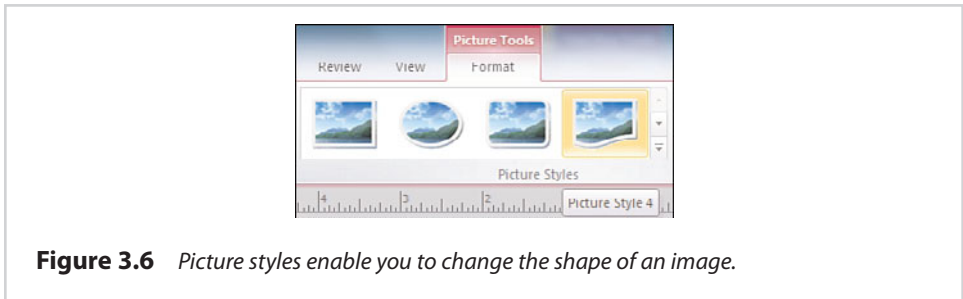 Picture Tools
Review View Format
Picture Styles
4 3 2 Picture Style 4
Figure 3.6 Picture styles enable you to change the shape of an image.